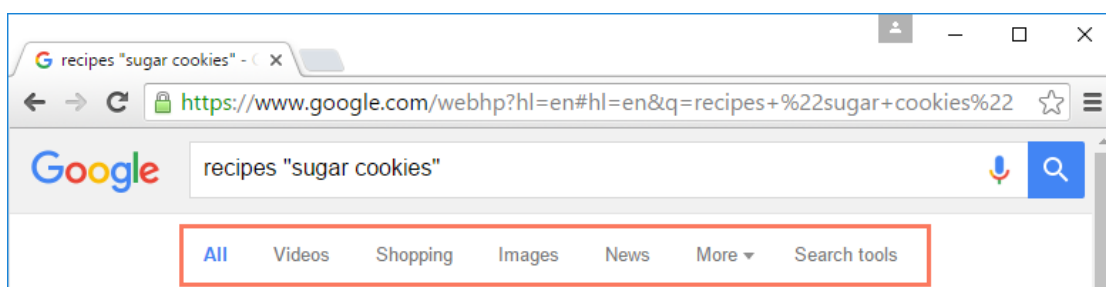 recipes "sugar cookies" -
https://www.google.com/webhp?hl=en#hl=en&q=recipes+%22sugar+cookies%22
Google recipes "sugar cookies"
All Videos Shopping Images News More Search tools